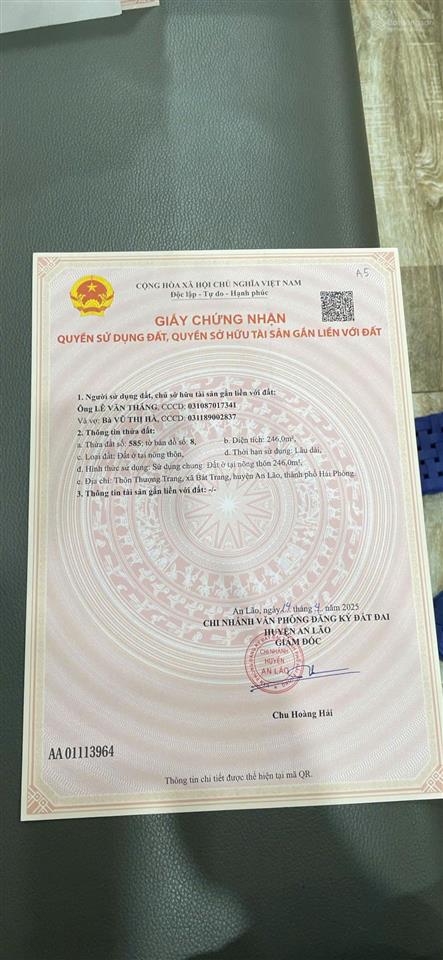 A5
CỘNG HÒA XÃ HỘI CHỦ NGHĨA VIỆT NAM
Độc lập - Tự do - Hạnh phúc
GIẤY CHỨNG NHẬN
QUYỀN SỬ DỤNG ĐẤT, QUYỀN SỞ HỮU TÀI SẢN GẮN LIỀN VỚI ĐẤT
1. Người sử dụng đất, chủ sở hữu tài sản gắn liền với đất:
Ông LÊ VĂN THẮNG, CCCD: 031087017341
Và vợ: Bà VŨ THỊ HÀ, CCCD: 031189002837
2. Thông tin thửa đất:
a. Thửa đất số: 585; tờ bản đồ số: 8, b. Diện tích: 246,0m²,
c. Loại đất: Đất ở tại nông thôn, d. Thời hạn sử dụng: Lâu dài,
đ. Hình thức sử dụng: Sử dụng chung: Đất ở tại nông thôn 246,0m²,
e. Địa chỉ: Thôn Thượng Trang, xã Bát Trang, huyện An Lão, thành phố Hải Phòng.
3. Thông tin tài sản gắn liền với đất: -/-
An Lão, ngày 14 tháng 4 năm 2025
CHI NHÁNH VĂN PHÒNG ĐĂNG KÝ ĐẤT ĐAI
HUYỆN AN LÃO
GIÁM ĐỐC
CHI NHÁNH
HUYỆN
AN LÃO
Chu Hoàng Hải
AA 01113964
Thông tin chi tiết được thể hiện tại mã QR.